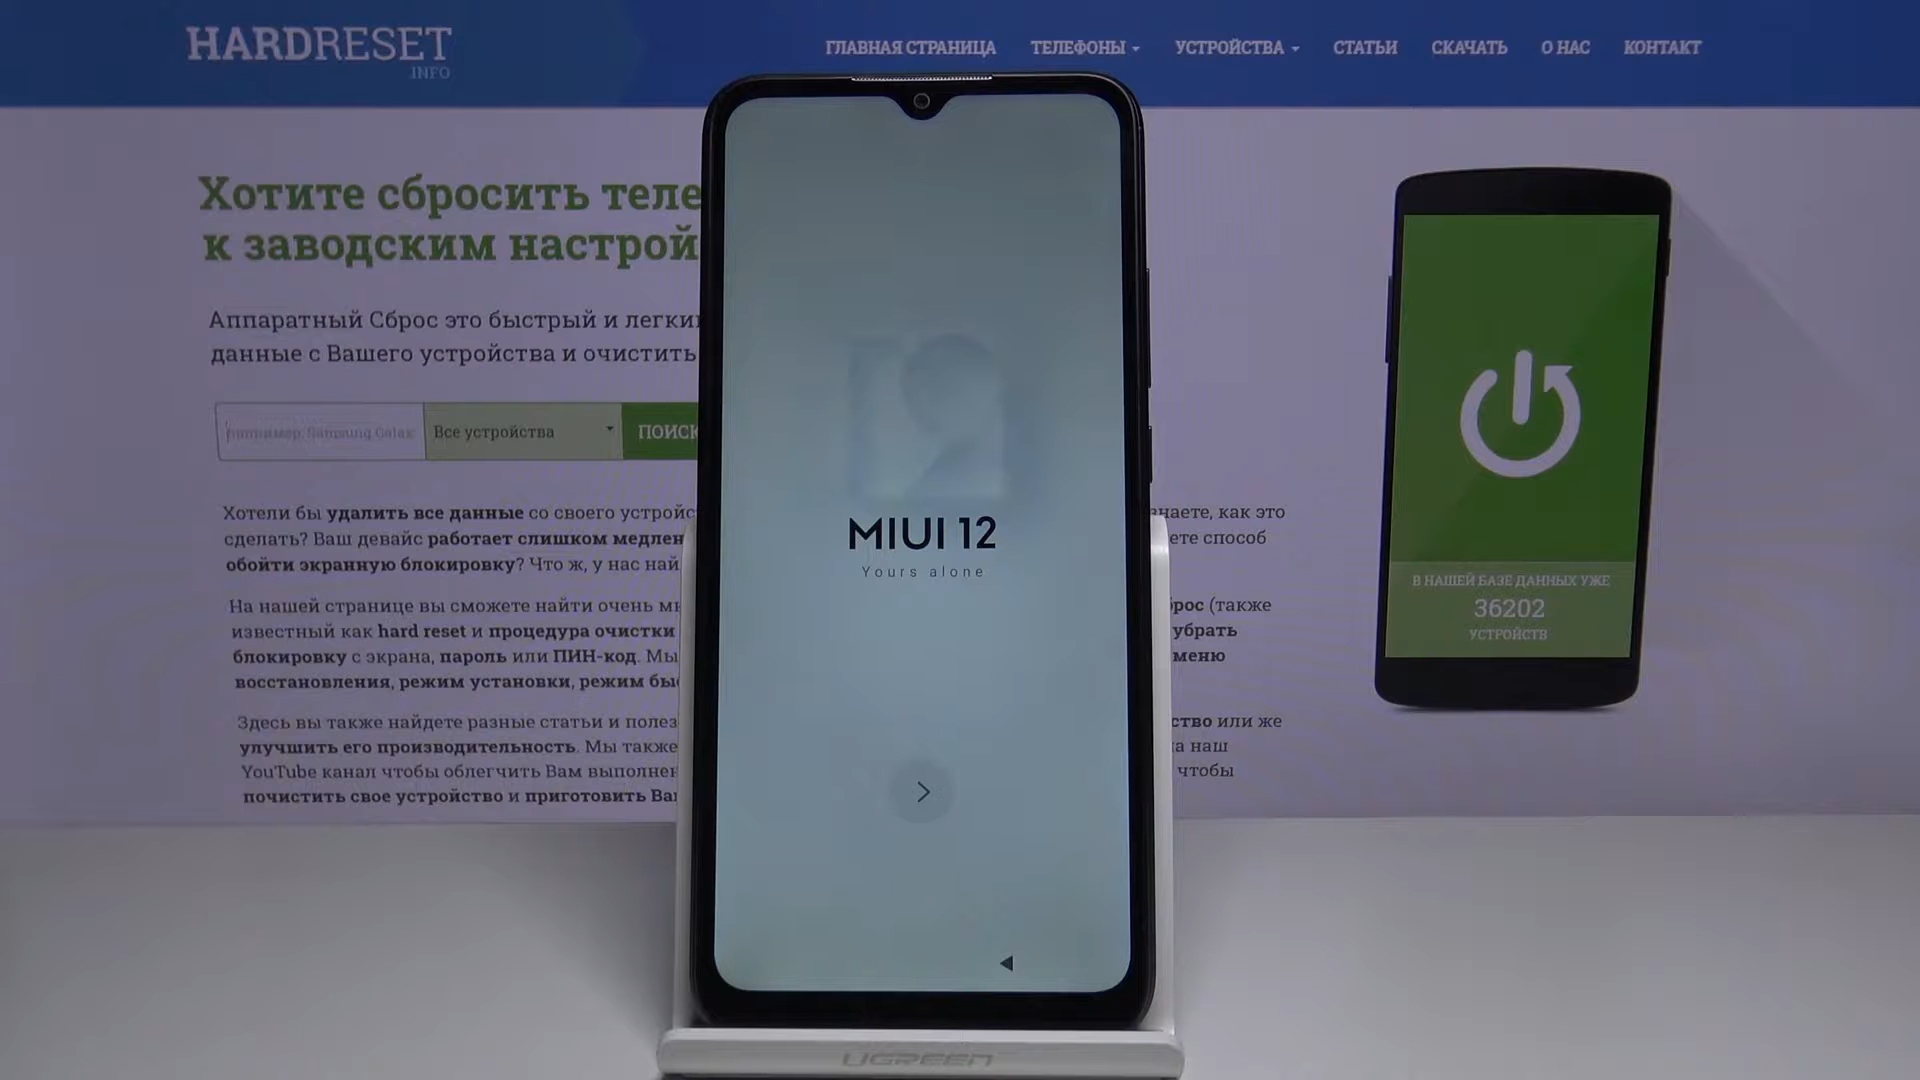 HARDRESET
INFO
ГЛАВНАЯ СТРАНИЦА ТЕЛЕФОНЫ УСТРОЙСТВА СТАТЬИ СКАЧАТЬ О НАС КОНТАКТ
Хотите сбросить теле
к заводским настрой
Аппаратный Сброс это быстрый и легки
данные с Вашего устройства и очистить
например, Samsung Galax
Все устройства
ПОИСК
Хотели бы удалить все данные со своего устройс знаете, как это
сделать? Ваш девайс работает слишком медлен ете способ
обойти экранную блокировку? Что ж, у нас най
На нашей странице вы сможете найти очень мн рос (также
известный как hard reset и процедура очистки убрать
блокировку с экрана, пароль или ПИН-код. Мы меню
восстановления, режим установки, режим бы
Здесь вы также найдете разные статьи и полез ство или же
улучшить его производительность. Мы также на наш
YouTube канал чтобы облегчить Вам выполнен чтобы
почистить свое устройство и приготовить Ва
MIUI 12
Yours alone
В НАШЕЙ БАЗЕ ДАННЫХ УЖЕ
36202
УСТРОЙСТВ
UGREEN